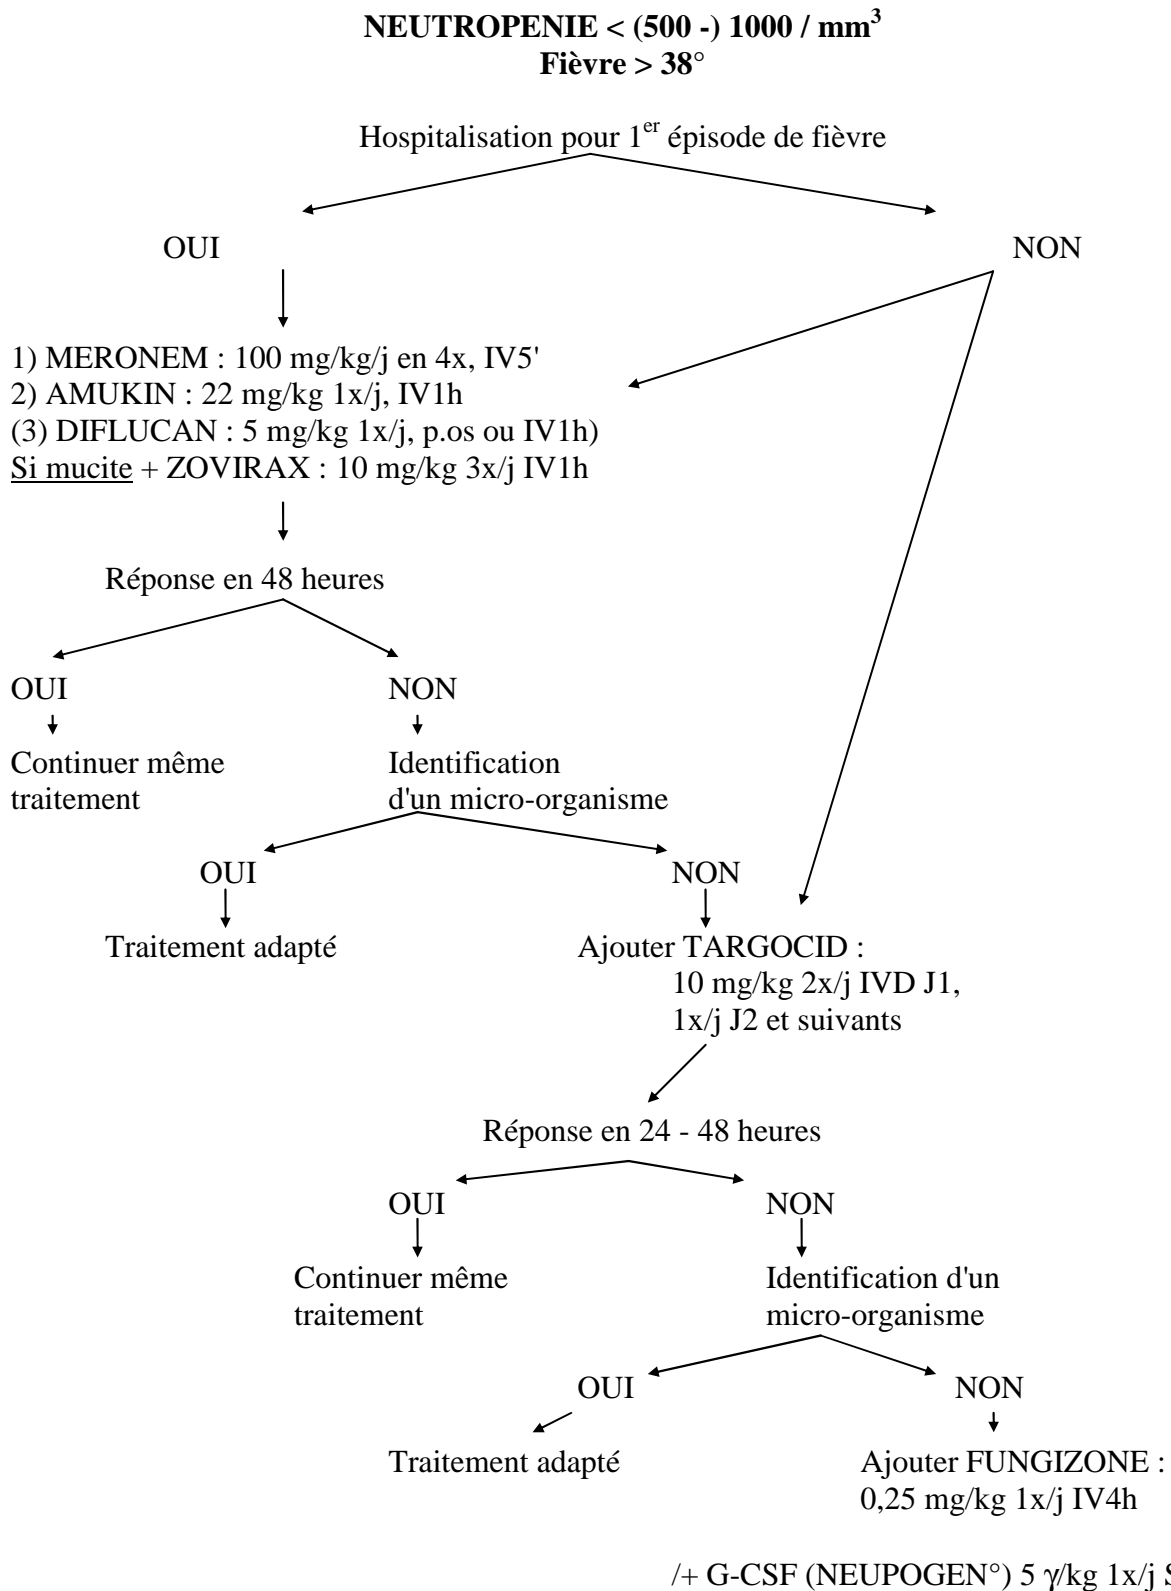 NEUTROPENIE < (500 -) 1000 / mm³
Fièvre > 38°
Hospitalisation pour 1er épisode de fièvre
OUI
NON
1) MERONEM : 100 mg/kg/j en 4x, IV5'
2) AMUKIN : 22 mg/kg 1x/j, IV1h
(3) DIFLUCAN : 5 mg/kg 1x/j, p.os ou IV1h)
Si mucite + ZOVIRAX : 10 mg/kg 3x/j IV1h
Réponse en 48 heures
OUI
NON
Continuer même
traitement
Identification
d'un micro-organisme
OUI
NON
Traitement adapté
Ajouter TARGOCID :
10 mg/kg 2x/j IVD J1,
1x/j J2 et suivants
Réponse en 24 - 48 heures
OUI
NON
Continuer même
traitement
Identification d'un
micro-organisme
OUI
NON
Traitement adapté
Ajouter FUNGIZONE :
0,25 mg/kg 1x/j IV4h
/+ G-CSF (NEUPOGEN°) 5 γ/kg 1x/j